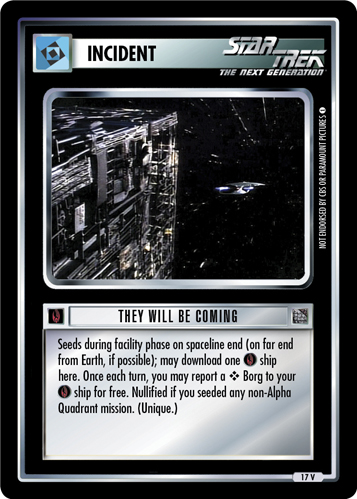 INCIDENT
STAR TREK
THE NEXT GENERATION
NOT ENDORSED BY CBS OR PARAMOUNT PICTURES
THEY WILL BE COMING
Seeds during facility phase on spaceline end (on far end
from Earth, if possible); may download one ship
here. Once each turn, you may report a ❖ Borg to your
ship for free. Nullified if you seeded any non-Alpha
Quadrant mission. (Unique.)
17 V